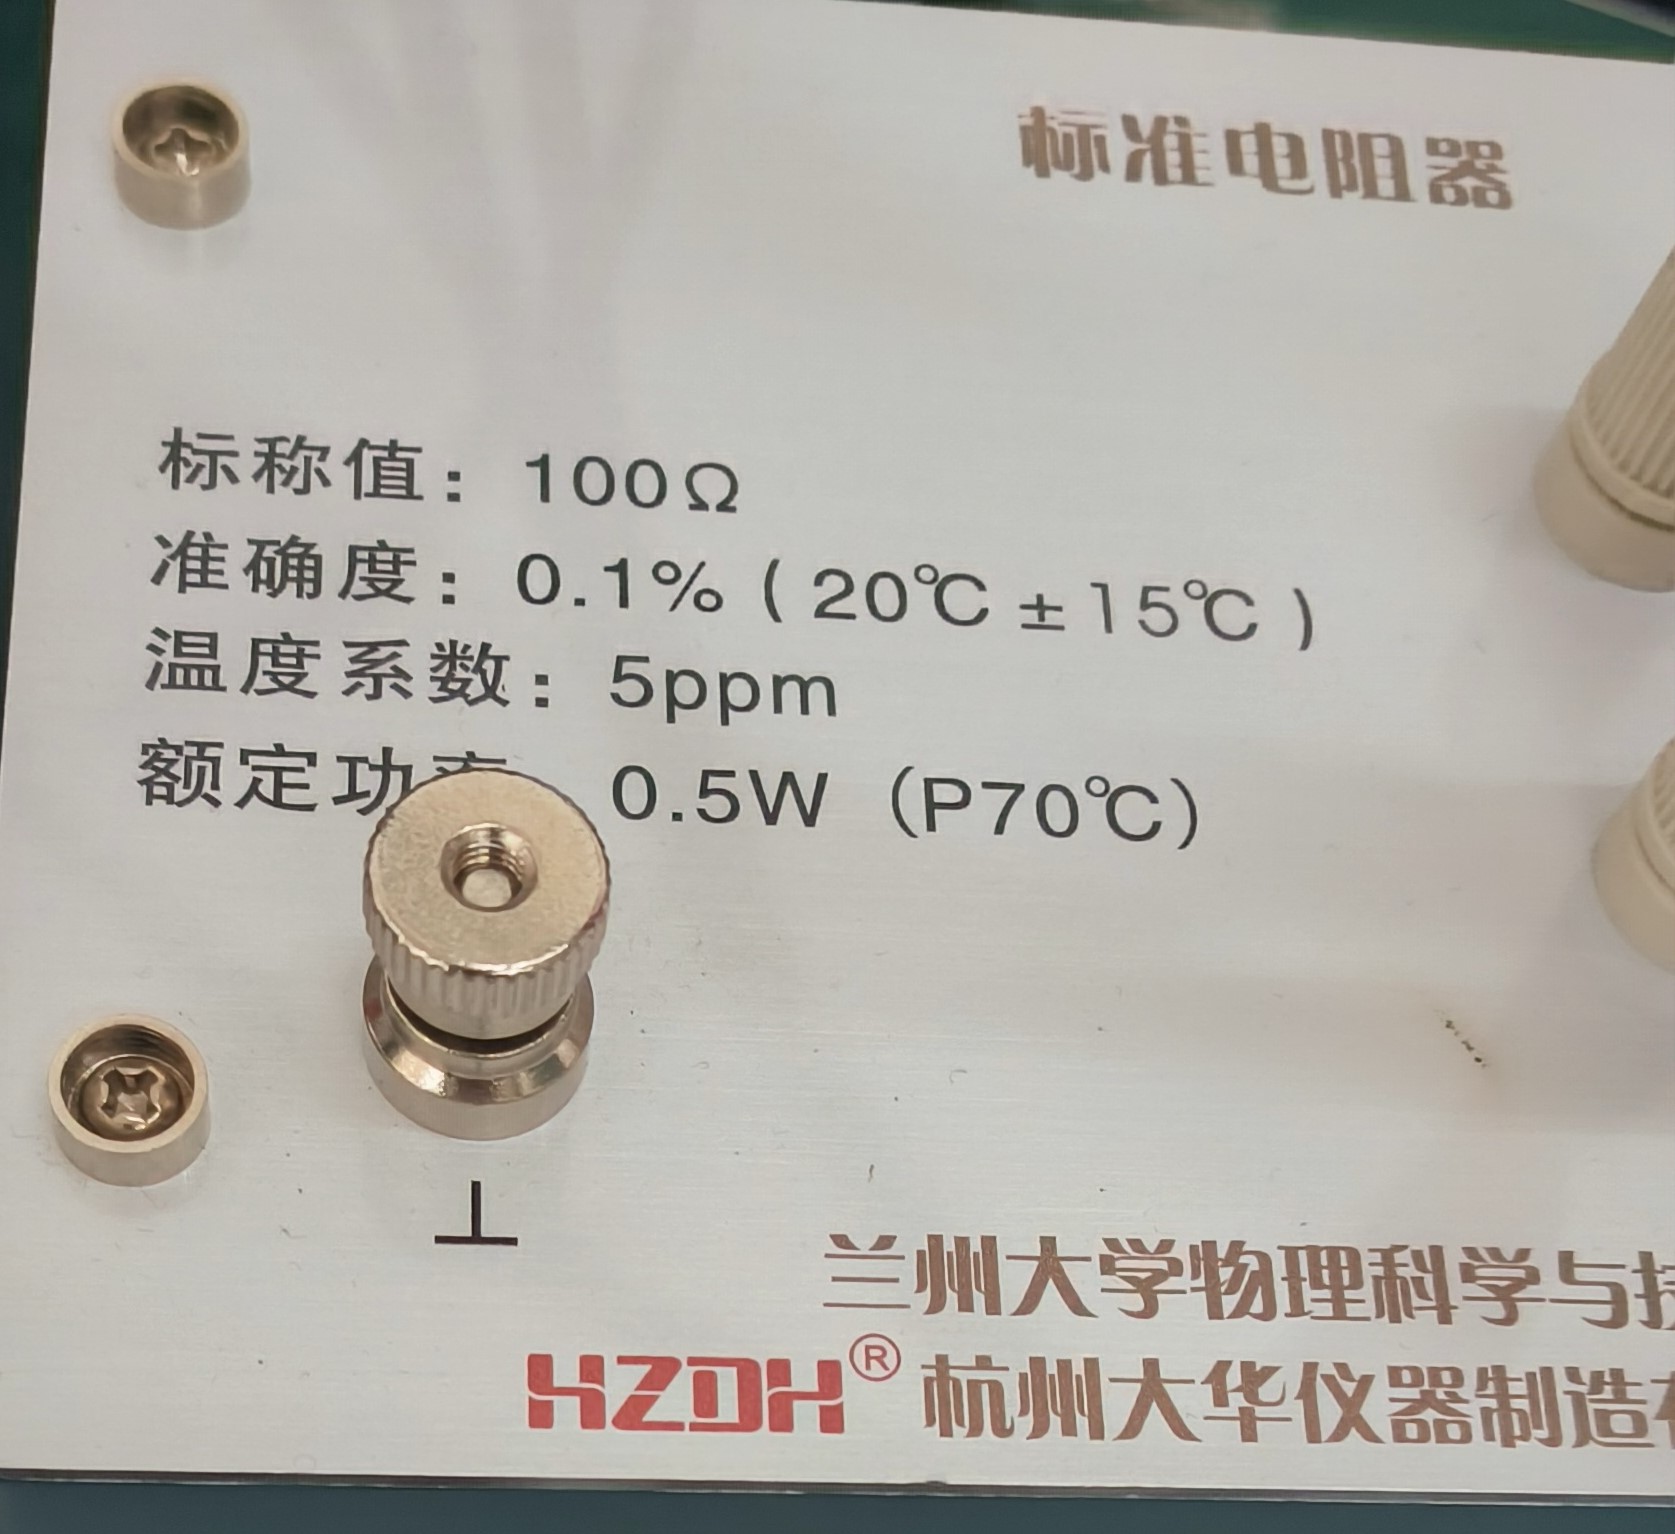 标准电阻器
标称值：100Ω
准确度：0.1%（20℃ ±15℃）
温度系数：5ppm
额定功 0.5W（P70℃）
兰州大学物理科学与
HZDH® 杭州大华仪器制造